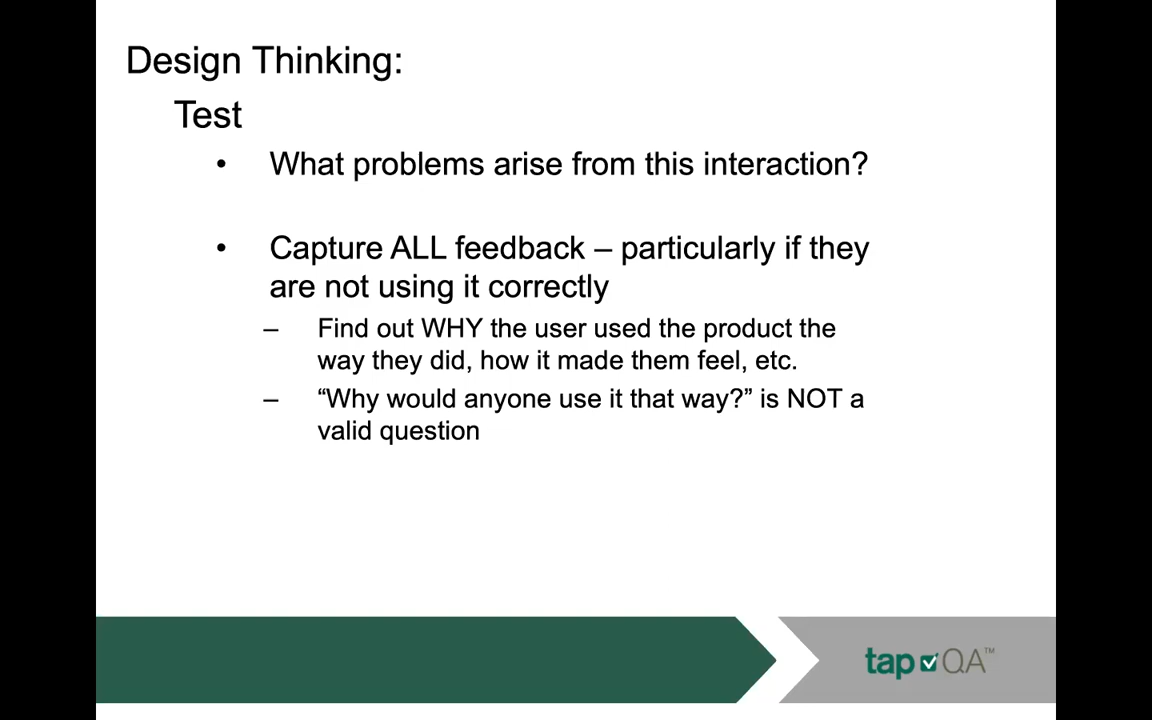 Design Thinking:
Test
• What problems arise from this interaction?
• Capture ALL feedback – particularly if they
are not using it correctly
– Find out WHY the user used the product the
way they did, how it made them feel, etc.
– “Why would anyone use it that way?” is NOT a
valid question
tap QA™